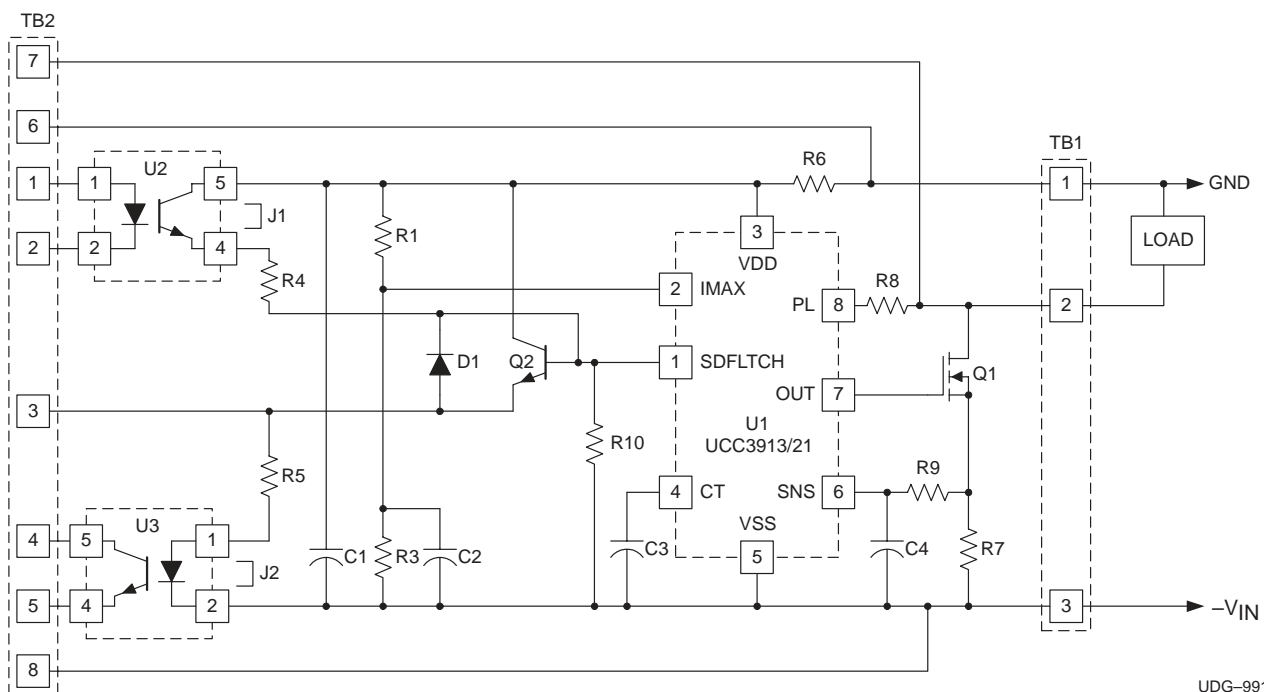 TB2
7
6
TB1
U2
R6
1
1
5
1
GND
J1
3
LOAD
2
2
4
R1
VDD
R4
2
IMAX
R8
PL
8
2
D1
Q2
1
SDFLTCH
Q1
OUT
7
3
U1
UCC3913/21
R10
R5
R9
4
CT
SNS
6
U3
VSS
4
5
1
C1
R3
C2
C3
5
C4
R7
J2
5
4
2
3
–VIN
8
UDG–991